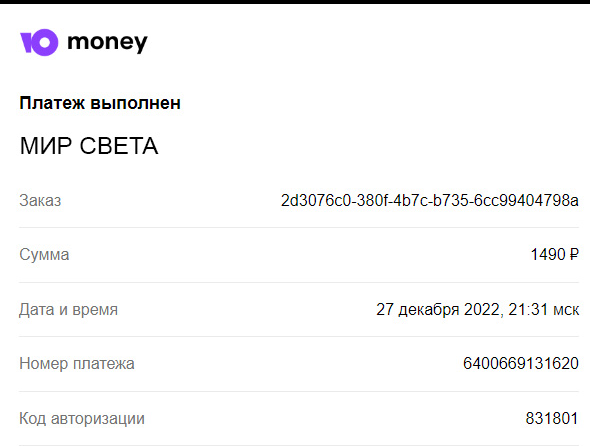 Ю money
Платеж выполнен
МИР СВЕТА
Заказ 2d3076c0-380f-4b7c-b735-6cc99404798a
Сумма 1490 ₽
Дата и время 27 декабря 2022, 21:31 мск
Номер платежа 6400669131620
Код авторизации 831801